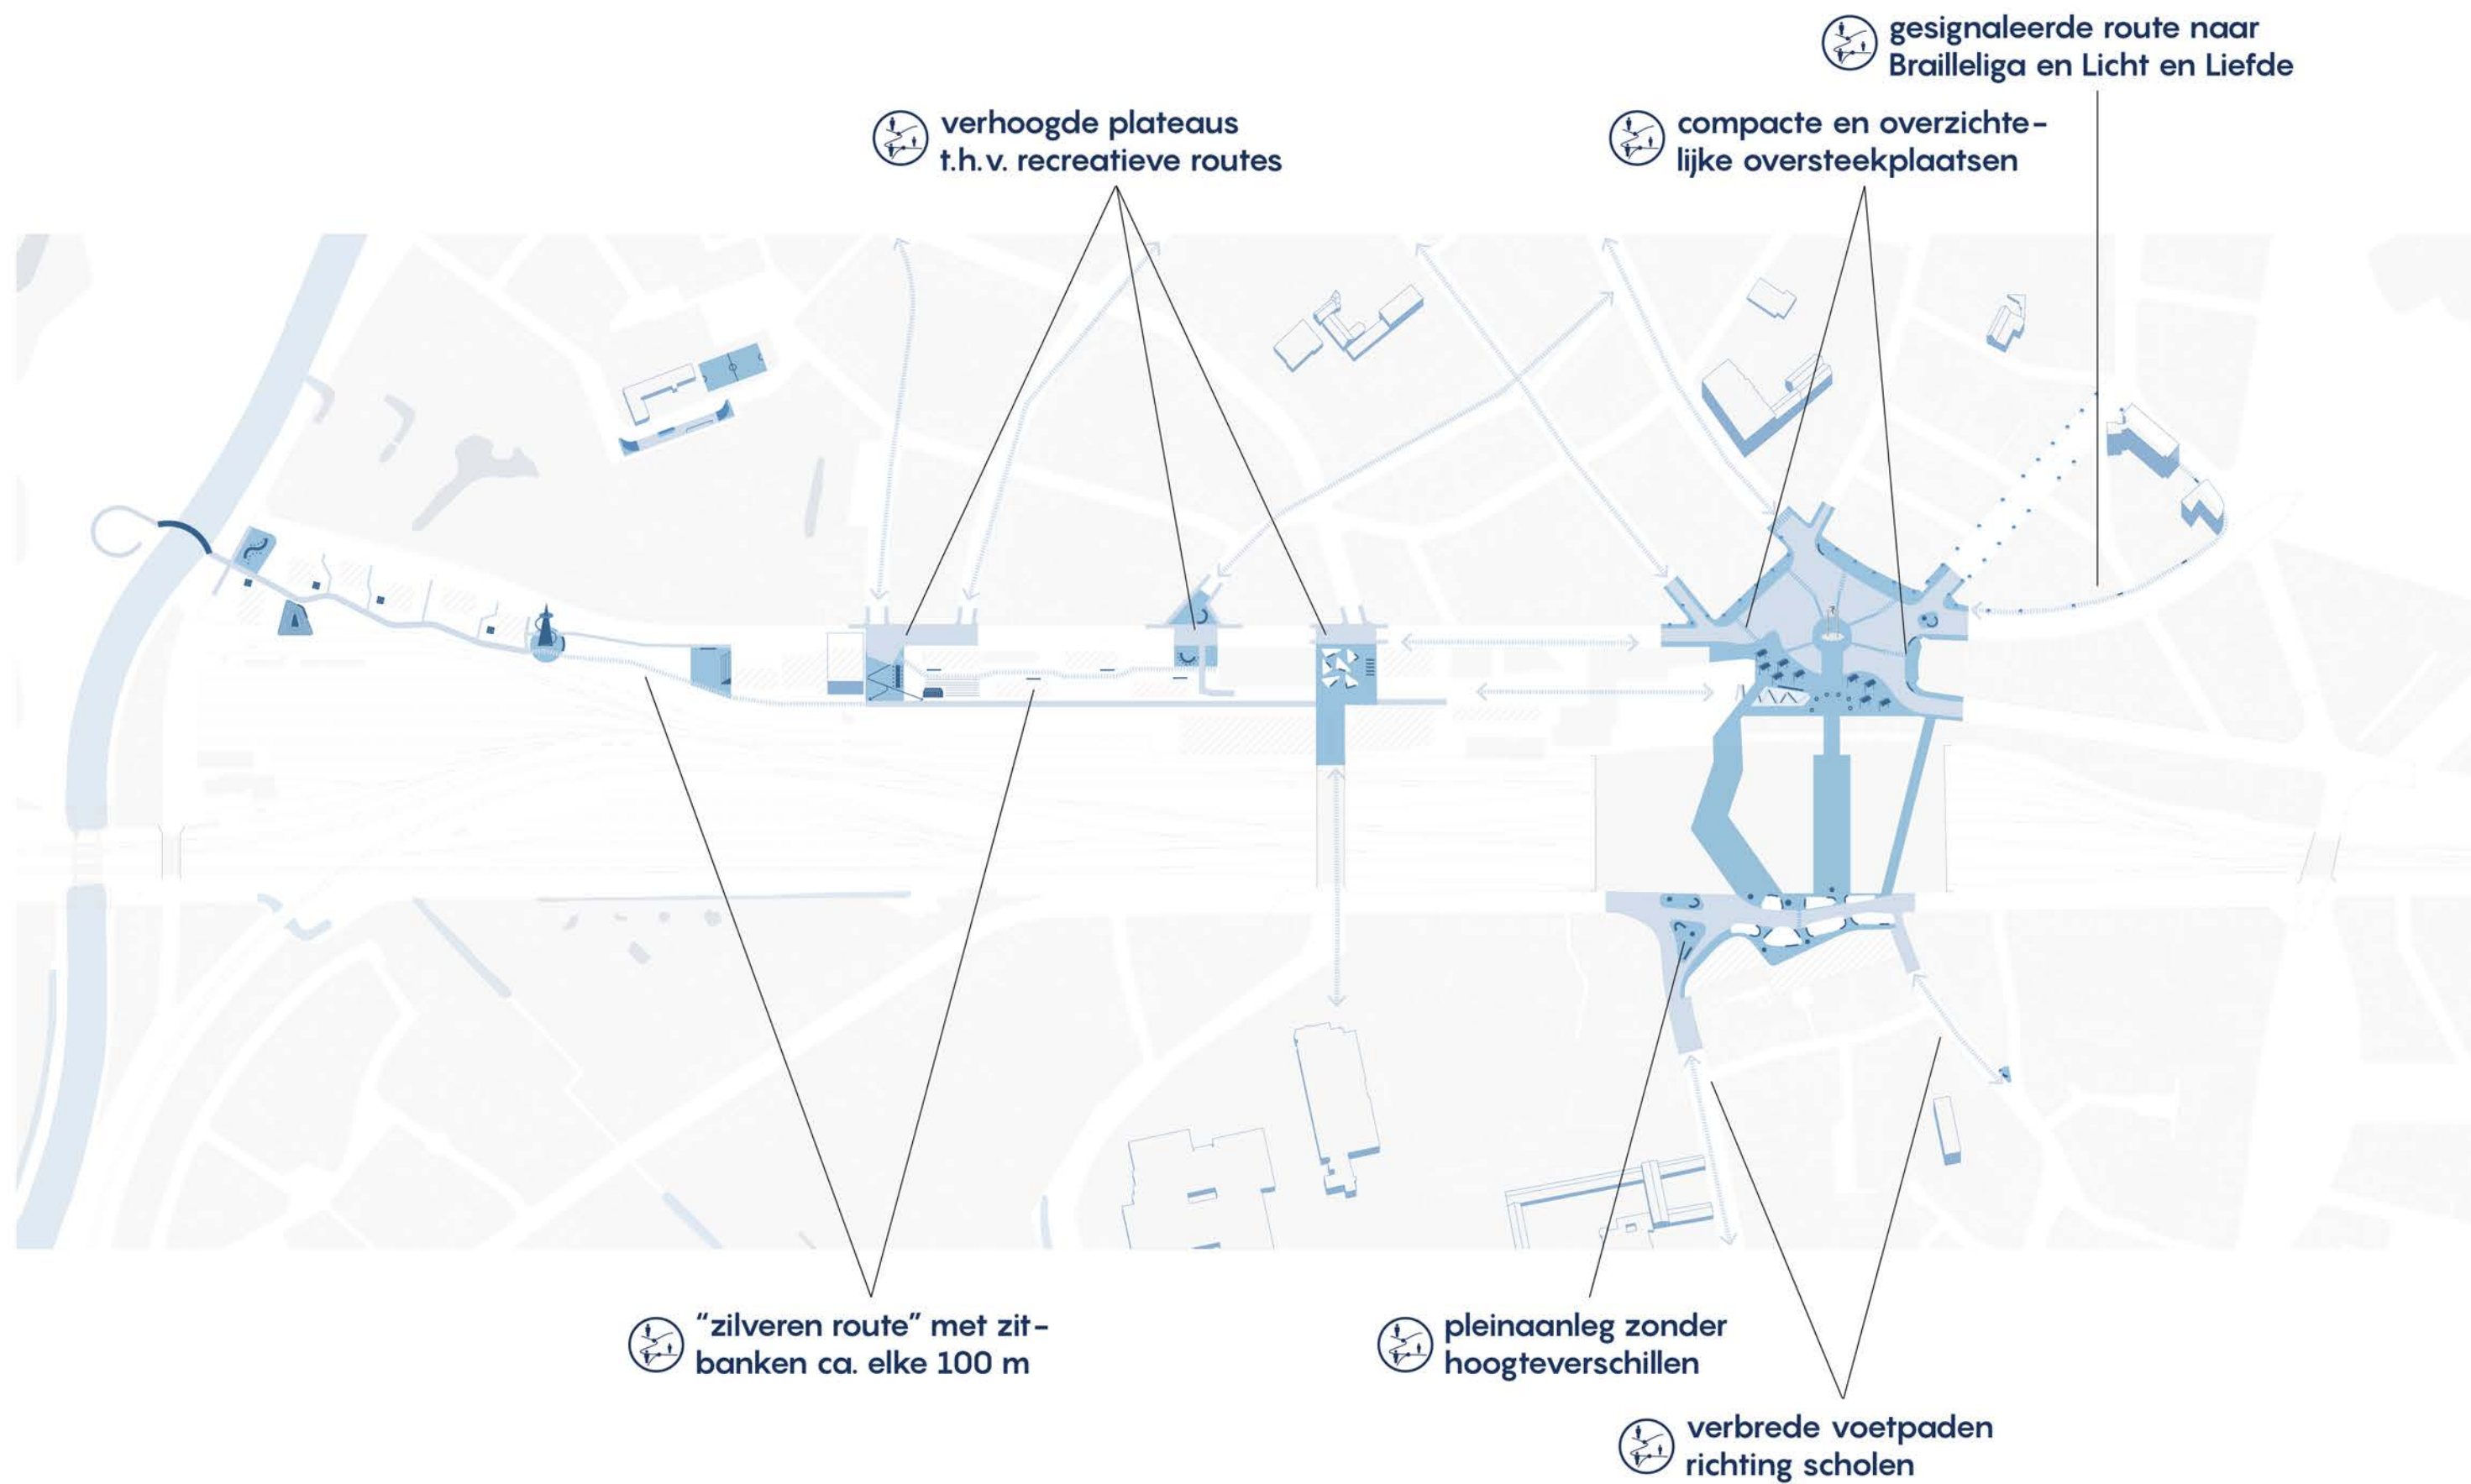 gesignaleerde route naar
Brailleliga en Licht en Liefde
verhoogde plateaus
t.h.v. recreatieve routes
compacte en overzichte-
lijke oversteekplaatsen
“zilveren route” met zit-
banken ca. elke 100 m
pleinaanleg zonder
hoogteverschillen
verbrede voetpaden
richting scholen